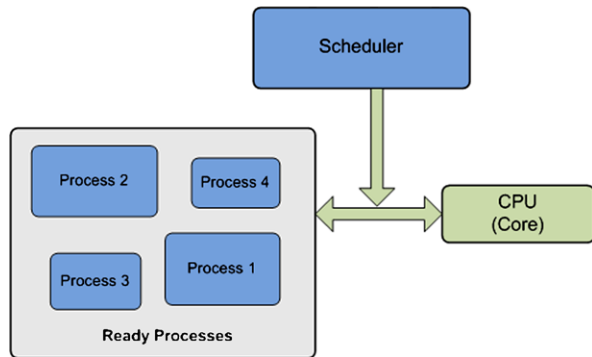 Scheduler
Process 2
Process 4
CPU
(Core)
Process 3
Process 1
Ready Processes